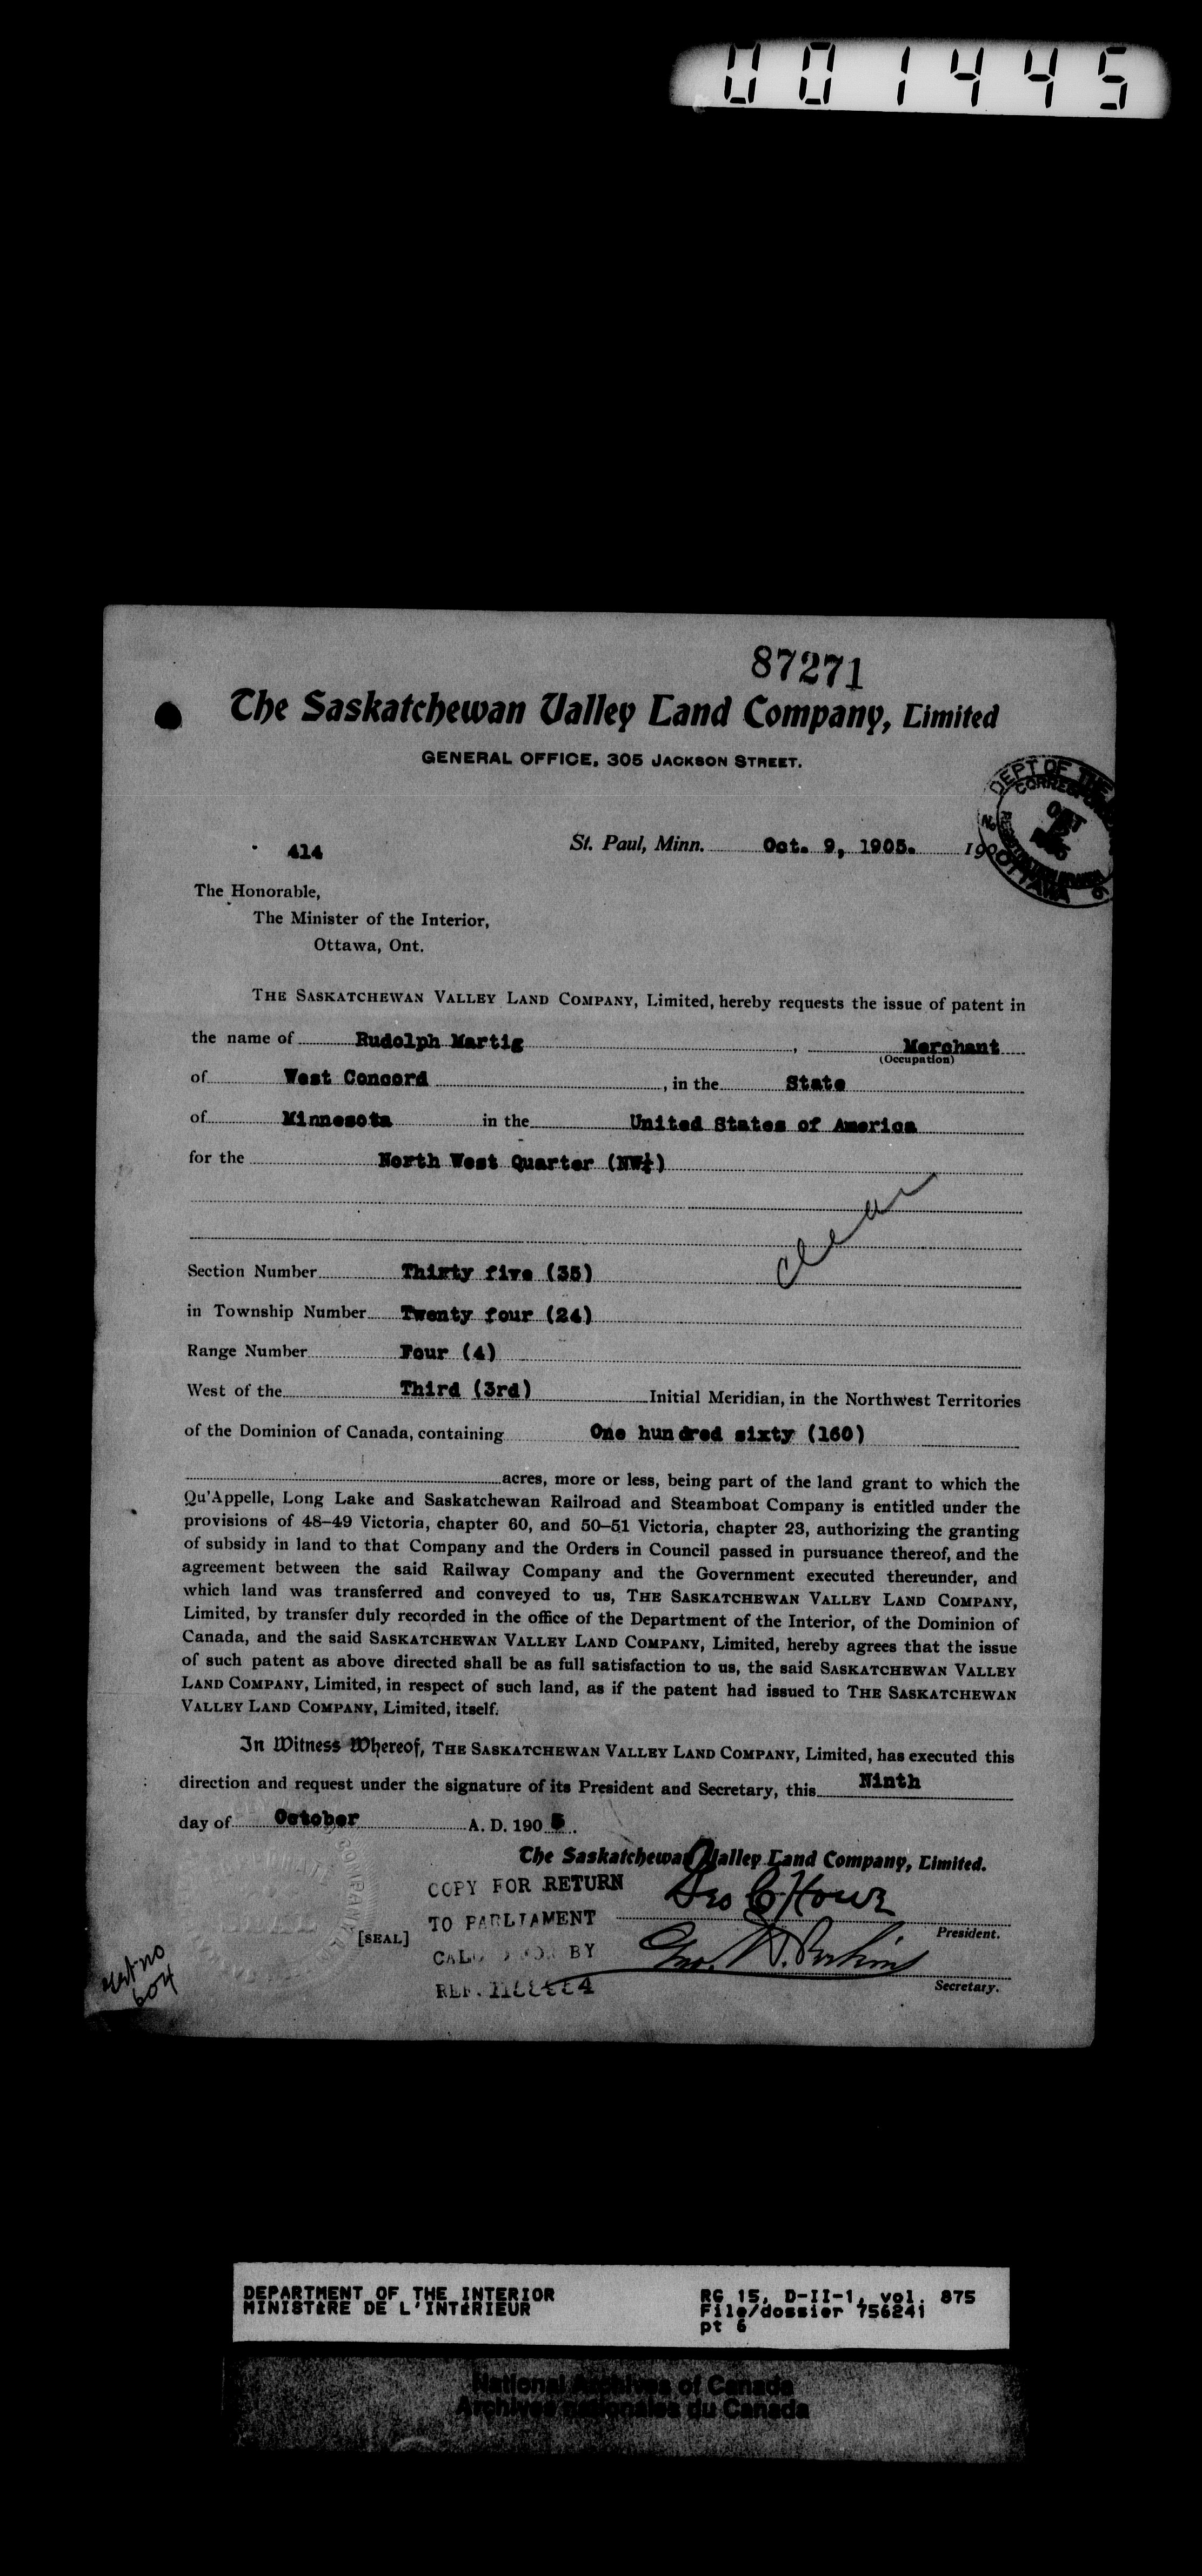 001445
87271
The Saskatchewan Valley Land Company, Limited
GENERAL OFFICE, 305 JACKSON STREET.
DEPT OF THE
OCT
OTTAWA
414
St. Paul, Minn. Oct. 9, 1905. 190
The Honorable,
The Minister of the Interior,
Ottawa, Ont.
THE SASKATCHEWAN VALLEY LAND COMPANY, Limited, hereby requests the issue of patent in
the name of Rudolph Martig, Merchant
(Occupation)
of West Concord, in the State
of Minnesota in the United States of America
for the North West Quarter (NW¼)
clear
Section Number Thirty five (35)
in Township Number Twenty four (24)
Range Number Four (4)
West of the Third (3rd) Initial Meridian, in the Northwest Territories
of the Dominion of Canada, containing One hundred sixty (160)
acres, more or less, being part of the land grant to which the
Qu'Appelle, Long Lake and Saskatchewan Railroad and Steamboat Company is entitled under the
provisions of 48–49 Victoria, chapter 60, and 50–51 Victoria, chapter 23, authorizing the granting
of subsidy in land to that Company and the Orders in Council passed in pursuance thereof, and the
agreement between the said Railway Company and the Government executed thereunder, and
which land was transferred and conveyed to us, THE SASKATCHEWAN VALLEY LAND COMPANY,
Limited, by transfer duly recorded in the office of the Department of the Interior, of the Dominion of
Canada, and the said SASKATCHEWAN VALLEY LAND COMPANY, Limited, hereby agrees that the issue
of such patent as above directed shall be as full satisfaction to us, the said SASKATCHEWAN VALLEY
LAND COMPANY, Limited, in respect of such land, as if the patent had issued to THE SASKATCHEWAN
VALLEY LAND COMPANY, Limited, itself.
In Witness Whereof, THE SASKATCHEWAN VALLEY LAND COMPANY, Limited, has executed this
direction and request under the signature of its President and Secretary, this Ninth
day of October A. D. 190 5.
The Saskatchewan Valley Land Company, Limited.
COPY FOR RETURN
Geo C Howe
TO PARLIAMENT
President.
[SEAL]
BY
Jno. D. Perkins
REF.
Secretary.
no
604
DEPARTMENT OF THE INTERIOR
MINISTÈRE DE L'INTÉRIEUR
RG 15, D-II-1, vol. 875
File/dossier 756241
pt 6
National Archives of Canada
Archives nationales du Canada